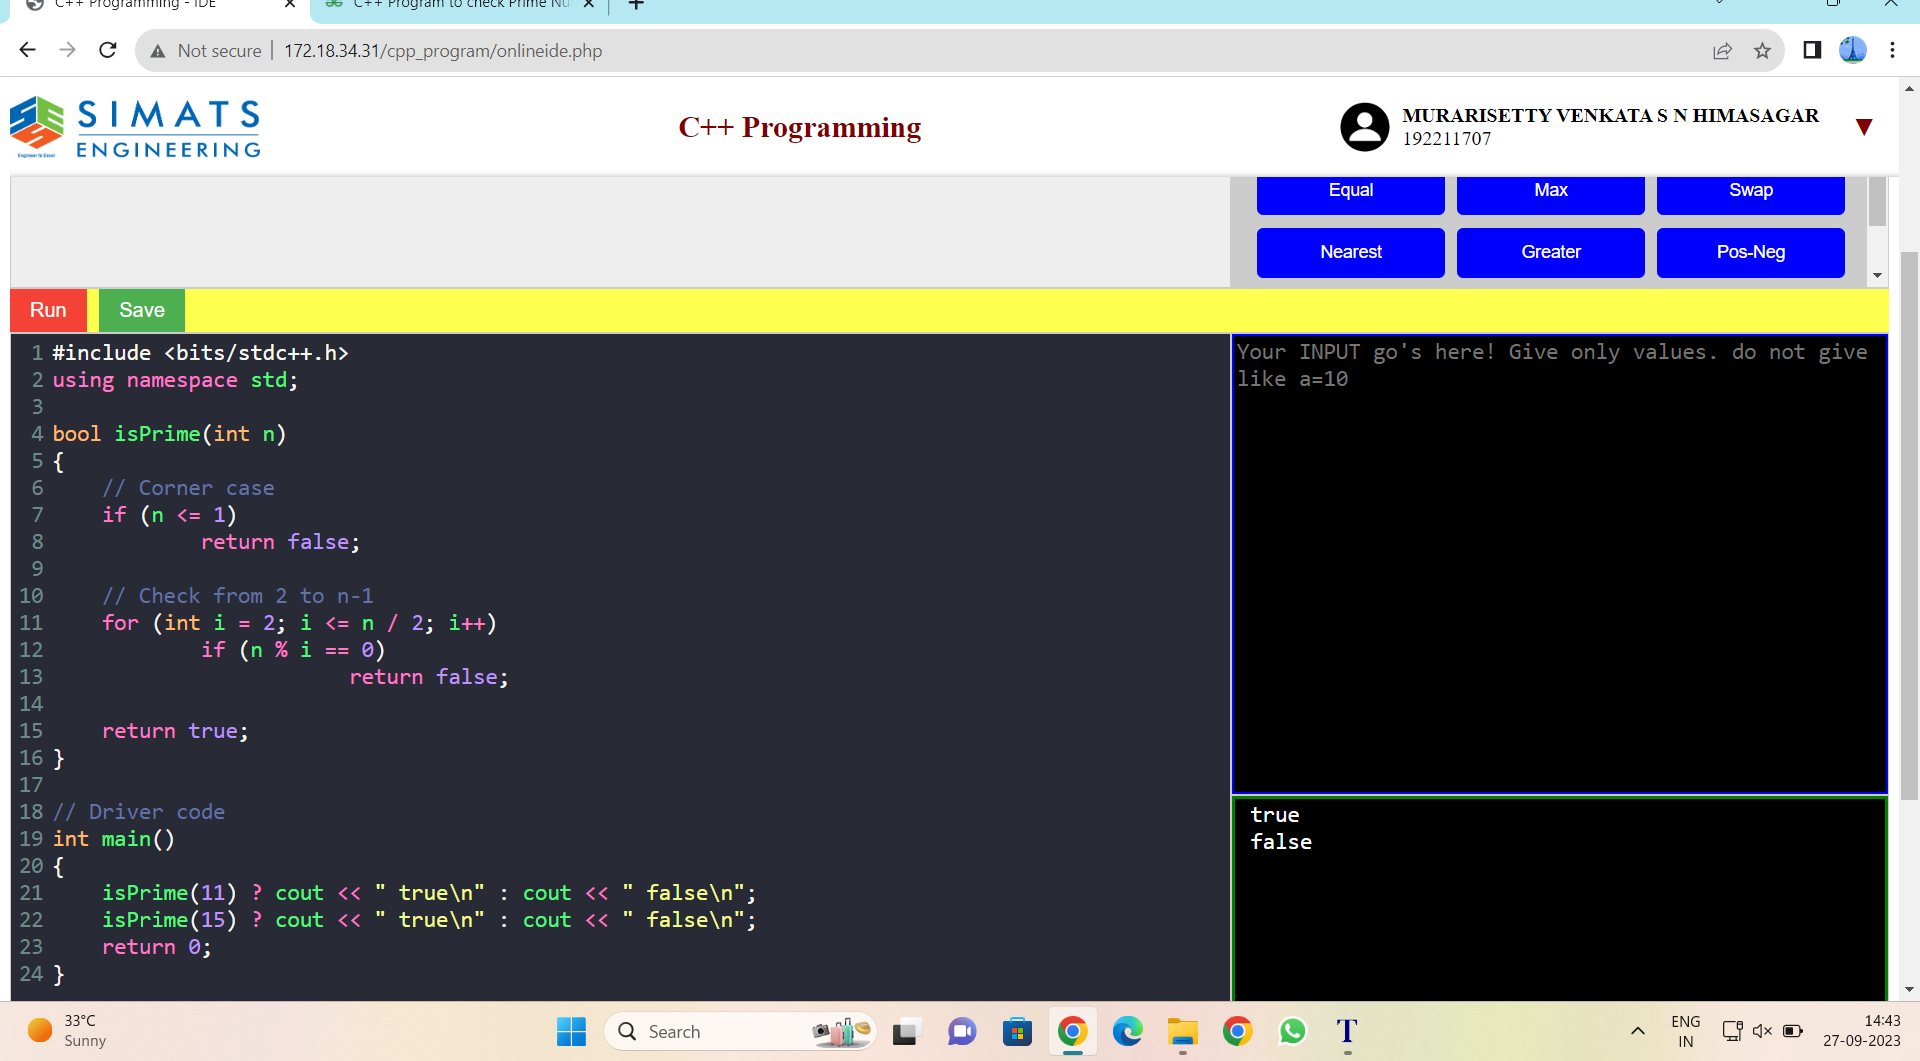 C++ Programming - IDE
C++ Program to check Prime Nu
Not secure 172.18.34.31/cpp_program/onlineide.php
SIMATS
ENGINEERING
Engineer to Excel
C++ Programming
MURARISETTY VENKATA S N HIMASAGAR
192211707
Equal Max Swap
Nearest Greater Pos-Neg
Run Save
1 #include <bits/stdc++.h>
2 using namespace std;
3
4 bool isPrime(int n)
5 {
6     // Corner case
7     if (n <= 1)
8             return false;
9
10     // Check from 2 to n-1
11     for (int i = 2; i <= n / 2; i++)
12             if (n % i == 0)
13                         return false;
14
15     return true;
16 }
17
18 // Driver code
19 int main()
20 {
21     isPrime(11) ? cout << " true\n" : cout << " false\n";
22     isPrime(15) ? cout << " true\n" : cout << " false\n";
23     return 0;
24 }
Your INPUT go's here! Give only values. do not give
like a=10
true
false
33°C
Sunny
Search
T
ENG
IN
14:43
27-09-2023